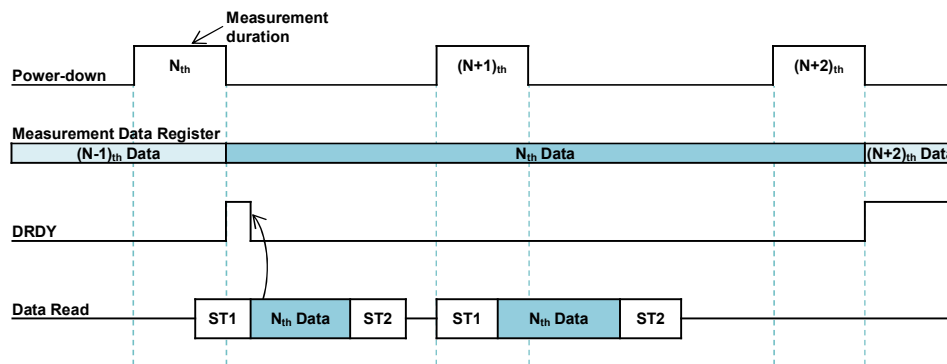 Measurement
duration
Power-down
Nth
(N+1)th
(N+2)th
Measurement Data Register
(N-1)th Data
Nth Data
(N+2)th Data
DRDY
Data Read
ST1
Nth Data
ST2
ST1
Nth Data
ST2